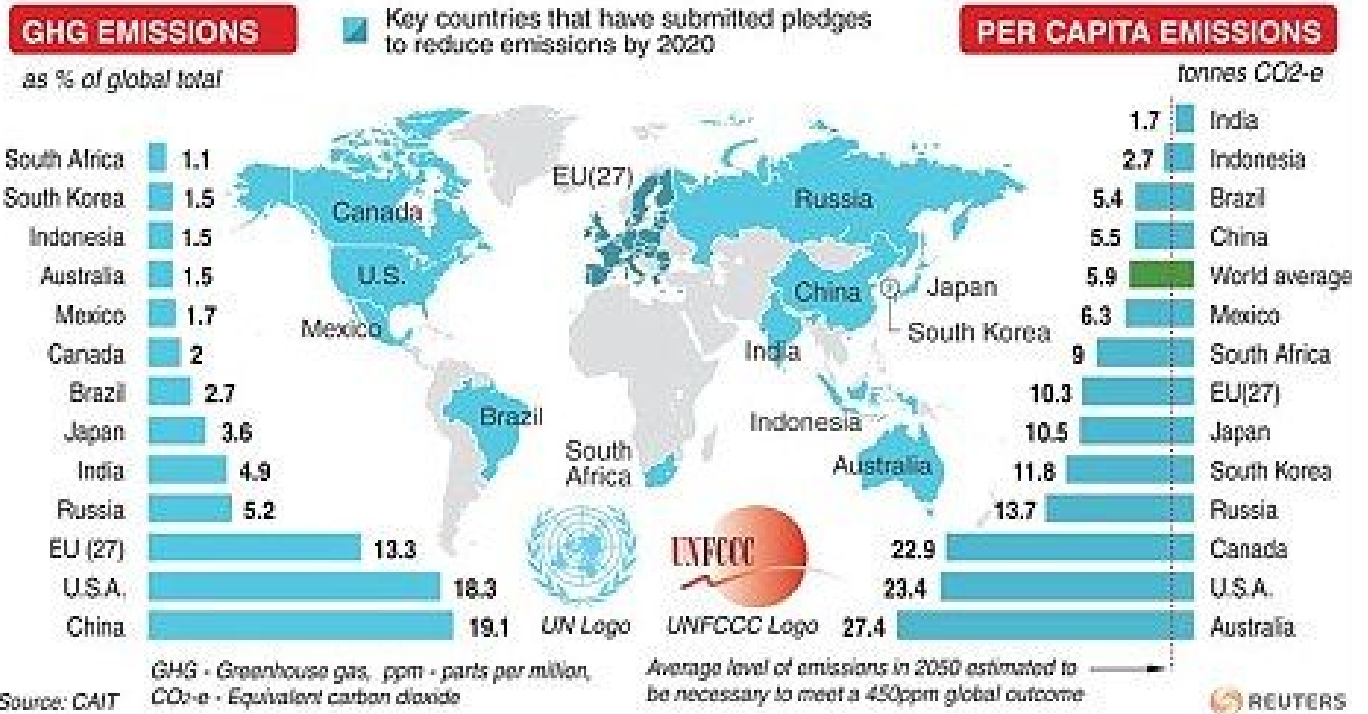 GHG EMISSIONS
as % of global total
Key countries that have submitted pledges
to reduce emissions by 2020
PER CAPITA EMISSIONS
tonnes CO2-e
South Africa 1.1
South Korea 1.5
Indonesia 1.5
Australia 1.5
Mexico 1.7
Canada 2
Brazil 2.7
Japan 3.6
India 4.9
Russia 5.2
EU (27) 13.3
U.S.A. 18.3
China 19.1
EU(27)
Canada
Russia
U.S.
China
Japan
Mexico
South Korea
India
Brazil
Indonesia
South
Africa
Australia
1.7 India
2.7 Indonesia
5.4 Brazil
5.5 China
5.9 World average
6.3 Mexico
9 South Africa
10.3 EU(27)
10.5 Japan
11.8 South Korea
13.7 Russia
22.9 Canada
23.4 U.S.A.
27.4 Australia
UNFCCC
UN Logo
UNFCCC Logo
GHG - Greenhouse gas, ppm - parts per million,
CO2-e - Equivalent carbon dioxide
Average level of emissions in 2050 estimated to
be necessary to meet a 450ppm global outcome
Source: CAIT
REUTERS